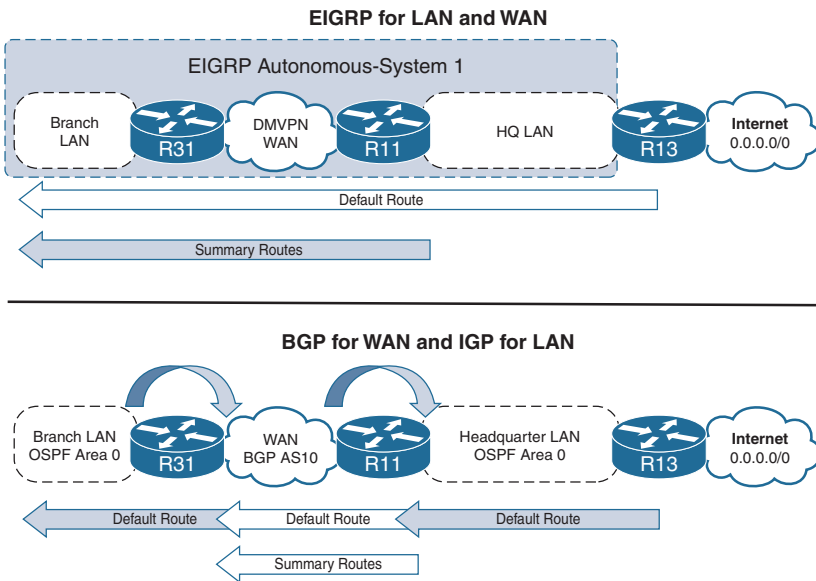 EIGRP for LAN and WAN
EIGRP Autonomous-System 1
Branch
LAN
R31
DMVPN
WAN
R11
HQ LAN
R13
Internet
0.0.0.0/0
Default Route
Summary Routes
BGP for WAN and IGP for LAN
Branch LAN
OSPF Area 0
R31
WAN
BGP AS10
R11
Headquarter LAN
OSPF Area 0
R13
Internet
0.0.0.0/0
Default Route
Default Route
Default Route
Summary Routes